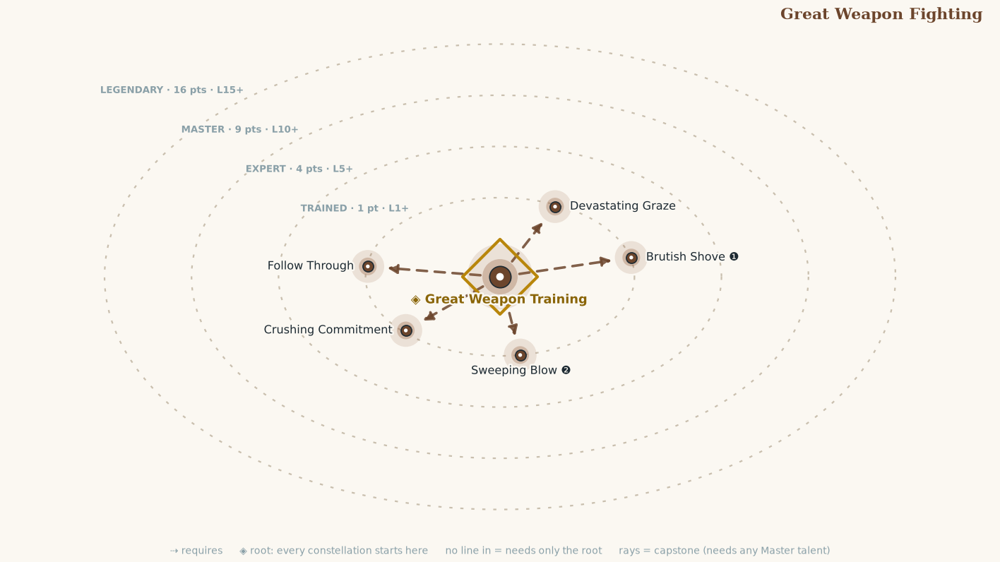 Great Weapon Fighting
LEGENDARY · 16 pts · L15+
MASTER · 9 pts · L10+
EXPERT · 4 pts · L5+
TRAINED · 1 pt · L1+
Devastating Graze
Brutish Shove ❶
Follow Through
◈ Great Weapon Training
Crushing Commitment
Sweeping Blow ❷
⇢ requires ◈ root: every constellation starts here no line in = needs only the root rays = capstone (needs any Master talent)